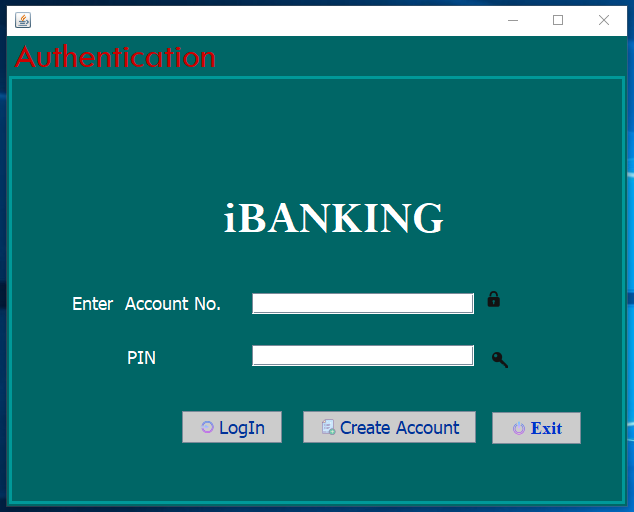 Authentication
iBANKING
Enter Account No.
PIN
LogIn Create Account Exit